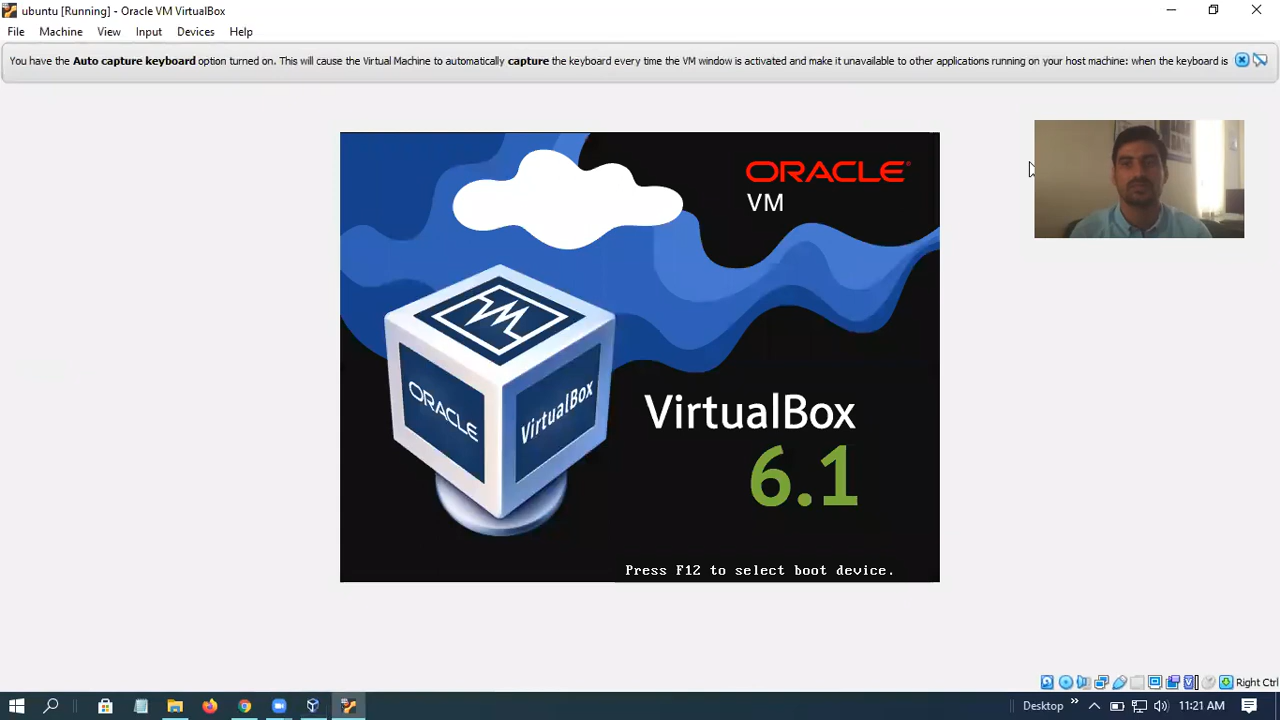 ubuntu [Running] - Oracle VM VirtualBox
File Machine View Input Devices Help
You have the Auto capture keyboard option turned on. This will cause the Virtual Machine to automatically capture the keyboard every time the VM window is activated and make it unavailable to other applications running on your host machine: when the keyboard is
ORACLE®
VM
VM
ORACLE
VirtualBox
VirtualBox
6.1
Press F12 to select boot device.
Right Ctrl
Desktop
11:21 AM